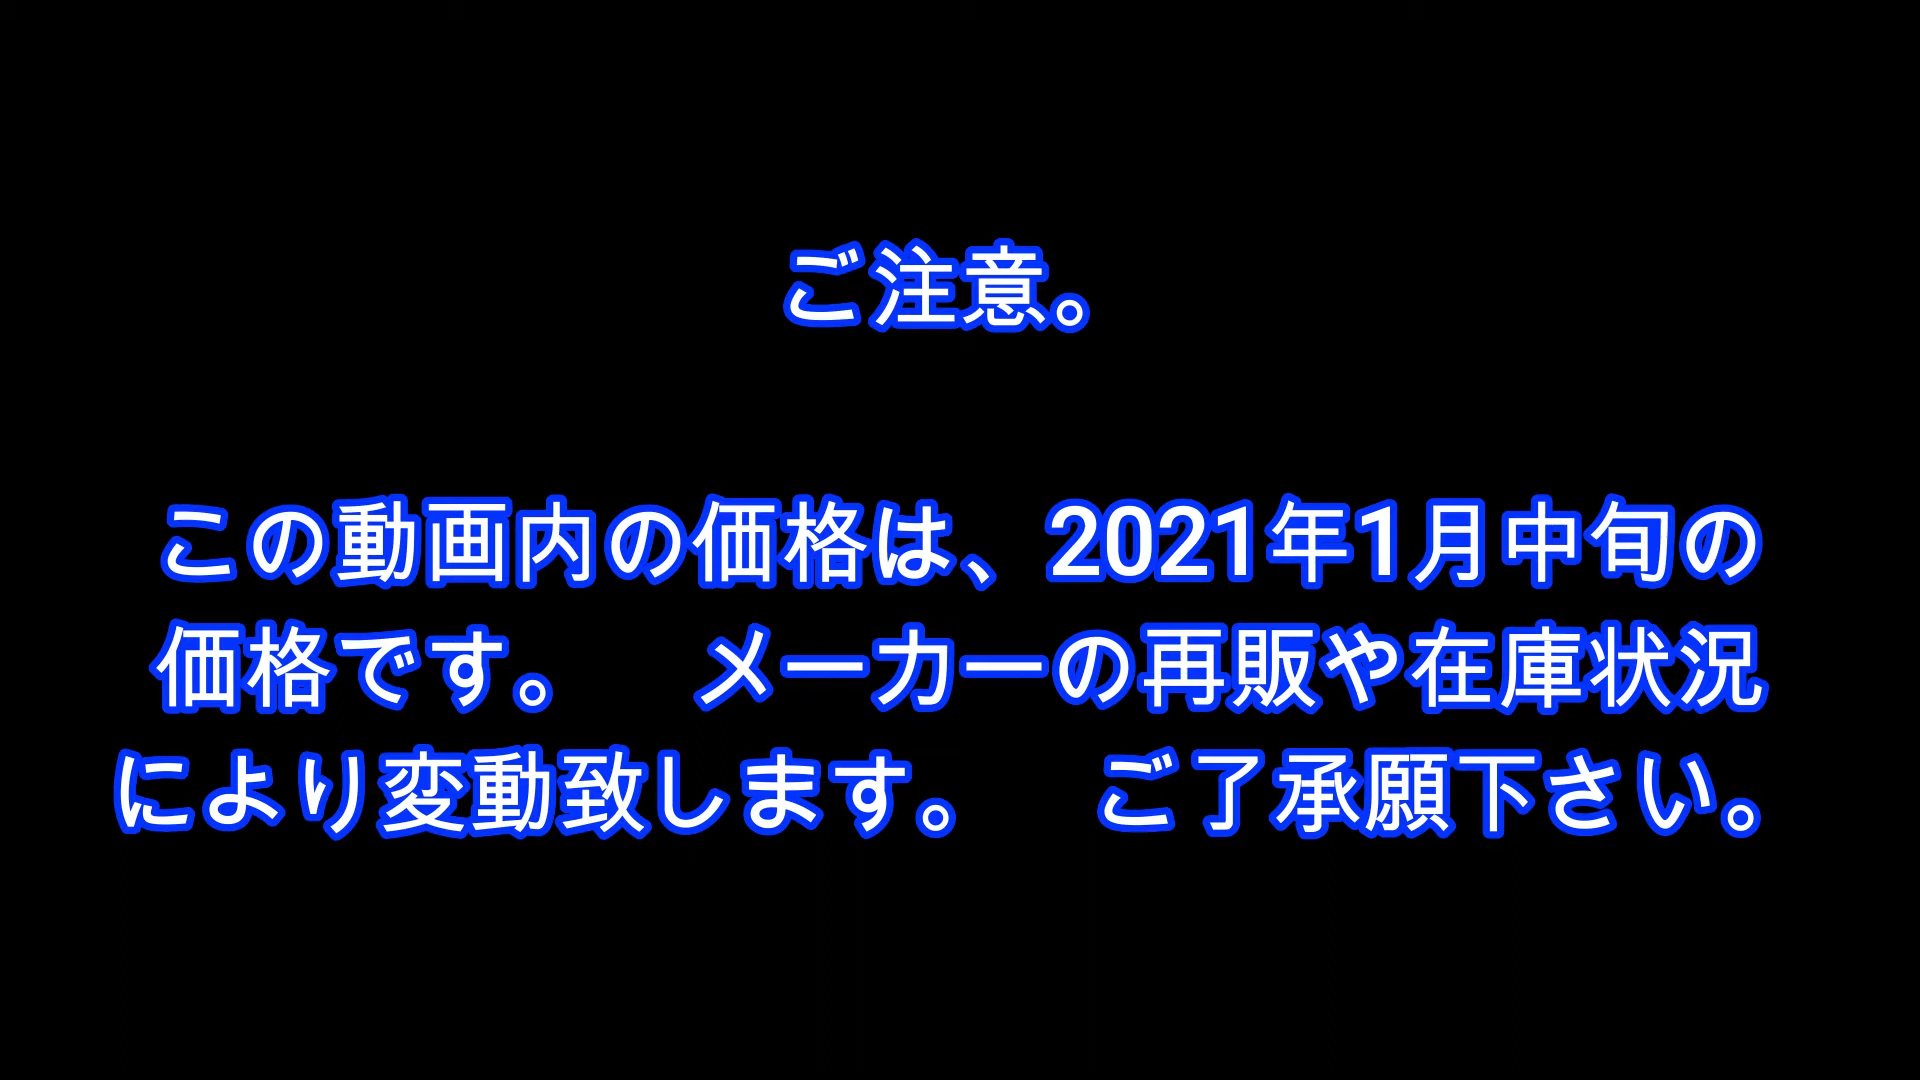 ご注意。
この動画内の価格は、2021年1月中旬の
価格です。　メーカーの再販や在庫状況
により変動致します。　ご了承願下さい。